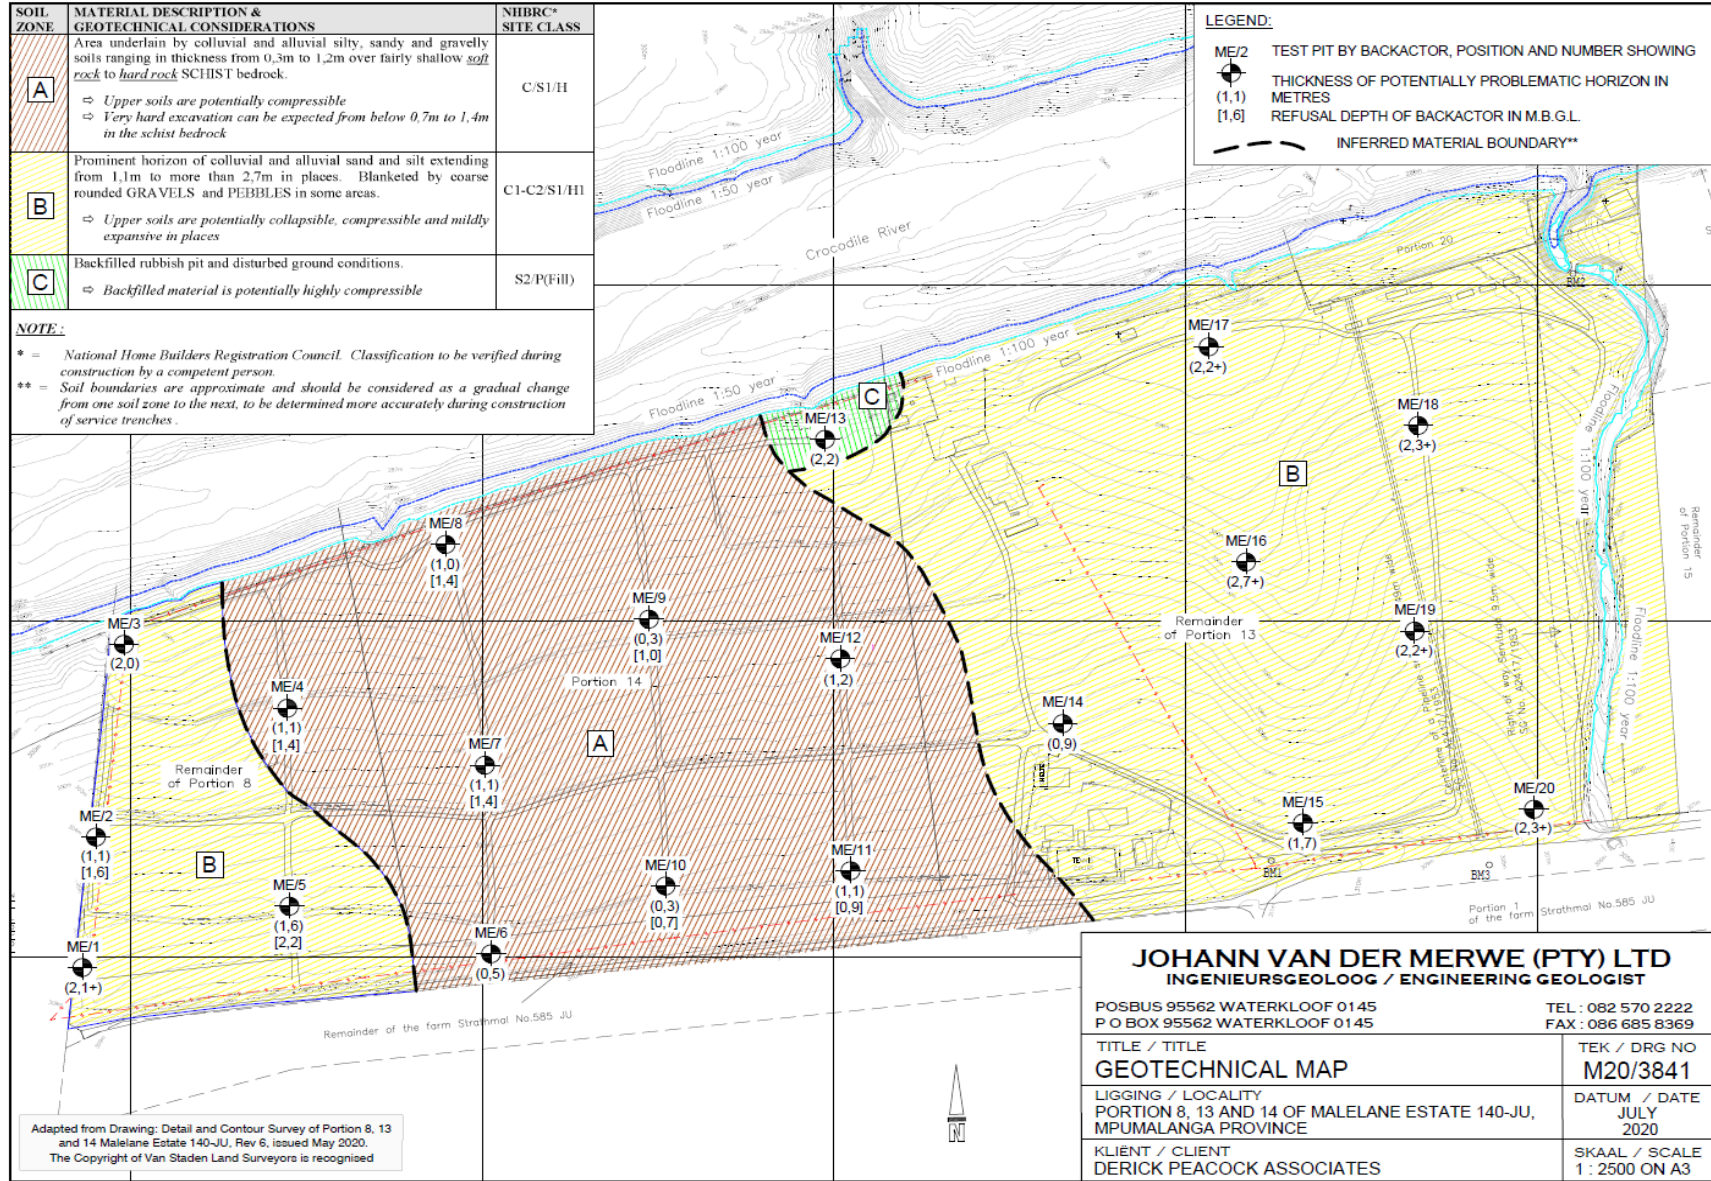 SOIL ZONE
MATERIAL DESCRIPTION & GEOTECHNICAL CONSIDERATIONS
NHBRC* SITE CLASS
A
Area underlain by colluvial and alluvial silty, sandy and gravelly
soils ranging in thickness from 0,3m to 1,2m over fairly shallow soft
rock to hard rock SCHIST bedrock.
⇨ Upper soils are potentially compressible
⇨ Very hard excavation can be expected from below 0,7m to 1,4m
in the schist bedrock
C/S1/H
B
Prominent horizon of colluvial and alluvial sand and silt extending
from 1,1m to more than 2,7m in places. Blanketed by coarse
rounded GRAVELS and PEBBLES in some areas.
⇨ Upper soils are potentially collapsible, compressible and mildly
expansive in places
C1-C2/S1/H1
C
Backfilled rubbish pit and disturbed ground conditions.
⇨ Backfilled material is potentially highly compressible
S2/P(Fill)
NOTE :
* = National Home Builders Registration Council. Classification to be verified during
construction by a competent person.
** = Soil boundaries are approximate and should be considered as a gradual change
from one soil zone to the next, to be determined more accurately during construction
of service trenches .
LEGEND:
ME/2 TEST PIT BY BACKACTOR, POSITION AND NUMBER SHOWING
THICKNESS OF POTENTIALLY PROBLEMATIC HORIZON IN
(1,1) METRES
[1,6] REFUSAL DEPTH OF BACKACTOR IN M.B.G.L.
INFERRED MATERIAL BOUNDARY**
Floodline 1:100 year
Floodline 1:50 year
Crocodile River
Portion 20
BM2
Floodline 1:50 year
Floodline 1:100 year
ME/17
(2,2+)
C
ME/13
(2,2)
ME/18
(2,3+)
B
Floodline 1:100 year
Remainder
of Portion 15
ME/8
(1,0)
[1,4]
ME/16
(2,7+)
ME/9
(0,3)
[1,0]
ME/3
(2,0)
ME/12
(1,2)
Remainder
of Portion 13
ME/19
(2,2+)
Right of way Servitude 9.5m wide
SG No. A2417/1953
Floodline 1:100 year
Portion 14
ME/4
(1,1)
[1,4]
ME/14
(0,9)
A
ME/7
(1,1)
[1,4]
Remainder
of Portion 8
ME/2
(1,1)
[1,6]
ME/15
(1,7)
ME/20
(2,3+)
B
ME/11
(1,1)
[0,9]
BM1
BM3
ME/10
(0,3)
[0,7]
ME/5
(1,6)
[2,2]
Portion 1
of the farm Strathmal No.585 JU
ME/1
(2,1+)
ME/6
(0,5)
Remainder of the farm Strathmal No.585 JU
N
Adapted from Drawing: Detail and Contour Survey of Portion 8, 13
and 14 Malelane Estate 140-JU, Rev 6, issued May 2020.
The Copyright of Van Staden Land Surveyors is recognised
JOHANN VAN DER MERWE (PTY) LTD
INGENIEURSGEOLOOG / ENGINEERING GEOLOGIST
POSBUS 95562 WATERKLOOF 0145
TEL : 082 570 2222
P O BOX 95562 WATERKLOOF 0145
FAX : 086 685 8369
TITLE / TITLE
GEOTECHNICAL MAP
TEK / DRG NO
M20/3841
LIGGING / LOCALITY
PORTION 8, 13 AND 14 OF MALELANE ESTATE 140-JU,
MPUMALANGA PROVINCE
DATUM / DATE
JULY
2020
KLIËNT / CLIENT
DERICK PEACOCK ASSOCIATES
SKAAL / SCALE
1 : 2500 ON A3